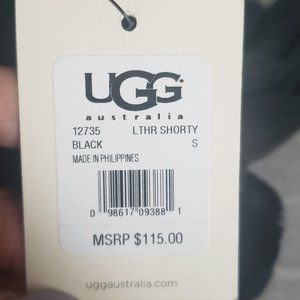 UGG
australia
12735 LTHR SHORTY
BLACK S
MADE IN PHILIPPINES
0 98617 09388 1
MSRP $115.00
uggaustralia.com